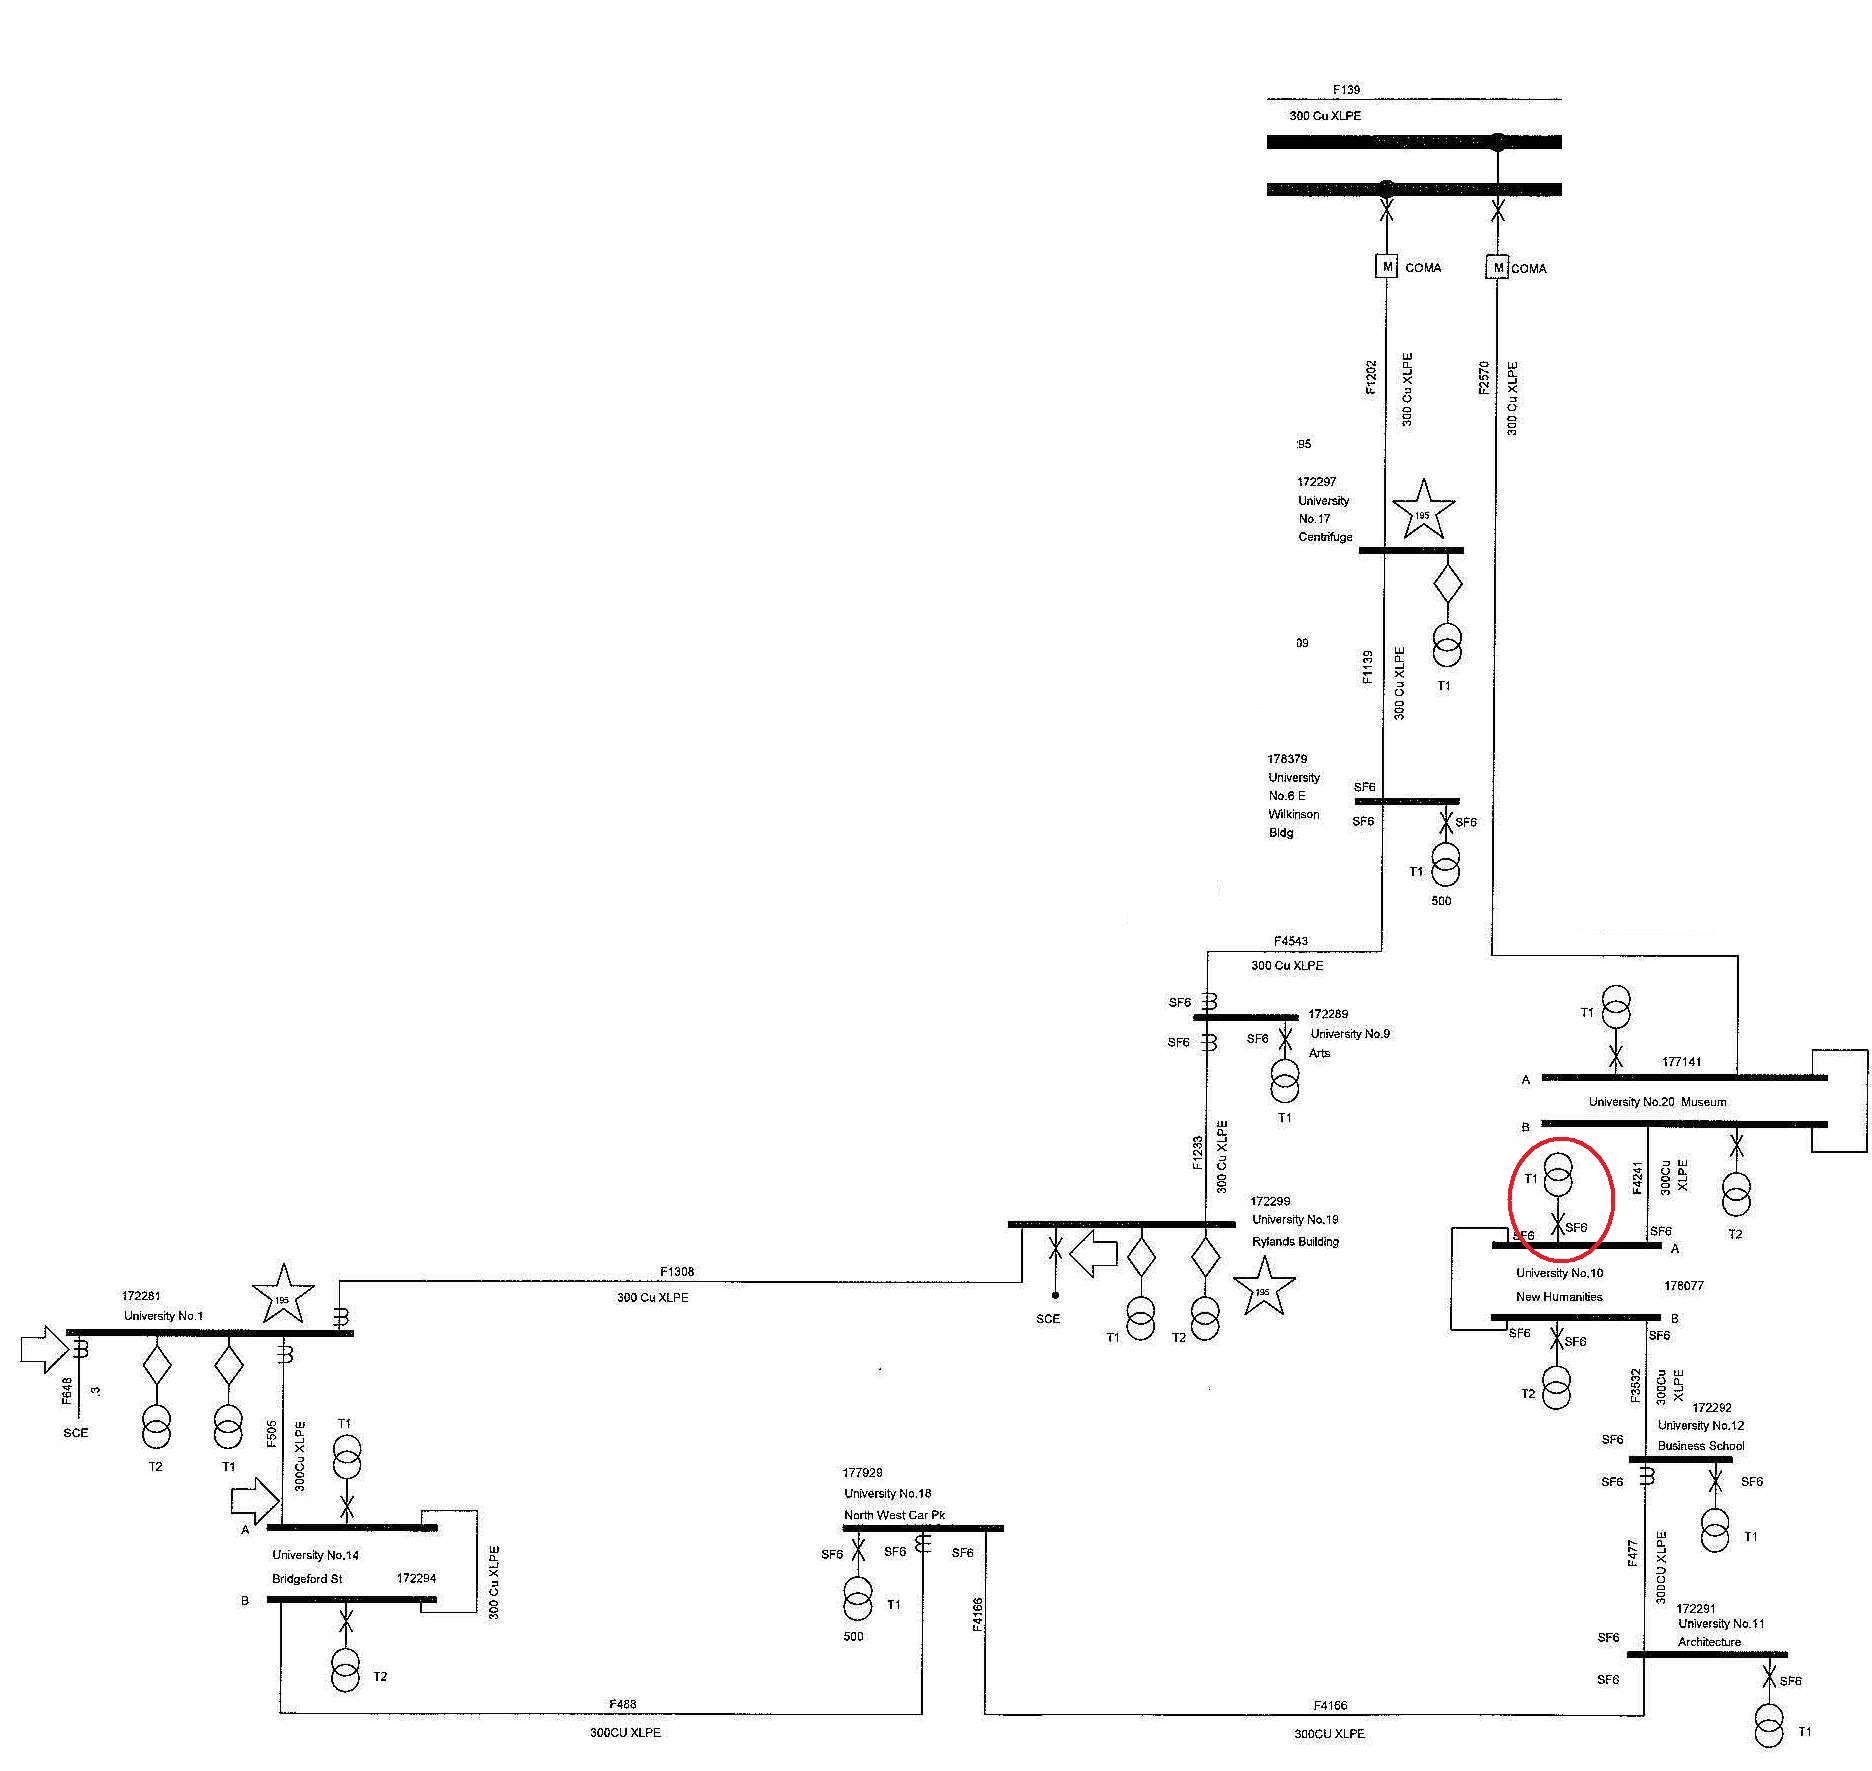 F139
300 Cu XLPE
M COMA
M COMA
F1202
300 Cu XLPE
F2570
300 Cu XLPE
95
172297
University
No.17
Centrifuge
195
T1
09
F1139
300 Cu XLPE
178379
University
No.6 E
Wilkinson
Bldg
SF6
SF6
SF6
T1
500
F4543
300 Cu XLPE
SF6
SF6
SF6
172289
University No.9
Arts
T1
F1233
300 Cu XLPE
172299
University No.19
Rylands Building
195
SCE
T1
T2
F1308
300 Cu XLPE
172281
University No.1
195
F648
.3
SCE
T2
T1
F505
300Cu XLPE
T1
A
University No.14
Bridgeford St
172294
B
300 Cu XLPE
T2
F488
300CU XLPE
177929
University No.18
North West Car Pk
SF6
SF6
SF6
T1
500
F4166
F4166
300CU XLPE
T1
177141
A
University No.20 Museum
B
T1
SF6
SF6
F4241
300Cu
XLPE
SF6
T2
A
University No.10
178077
New Humanities
B
SF6
SF6
SF6
T2
F3532
300Cu
XLPE
172292
University No.12
Business School
SF6
SF6
SF6
T1
F477
300CU XLPE
172291
University No.11
Architecture
SF6
SF6
SF6
T1